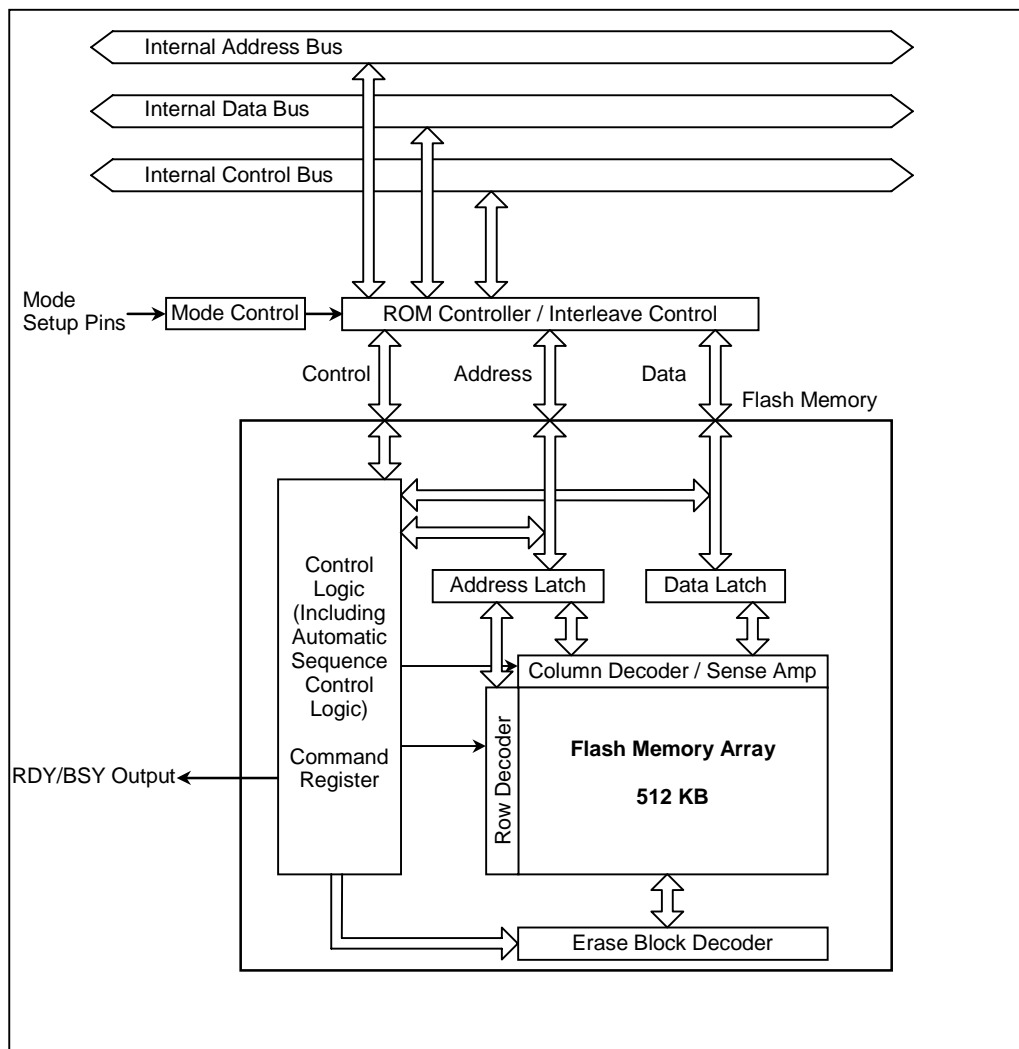 Internal Address Bus
Internal Data Bus
Internal Control Bus
Mode
Setup Pins
Mode Control
ROM Controller / Interleave Control
Control
Address
Data
Flash Memory
Control
Logic
(Including
Automatic
Sequence
Control
Logic)
Command
Register
Address Latch
Data Latch
Column Decoder / Sense Amp
Row Decoder
Flash Memory Array
512 KB
RDY/BSY Output
Erase Block Decoder